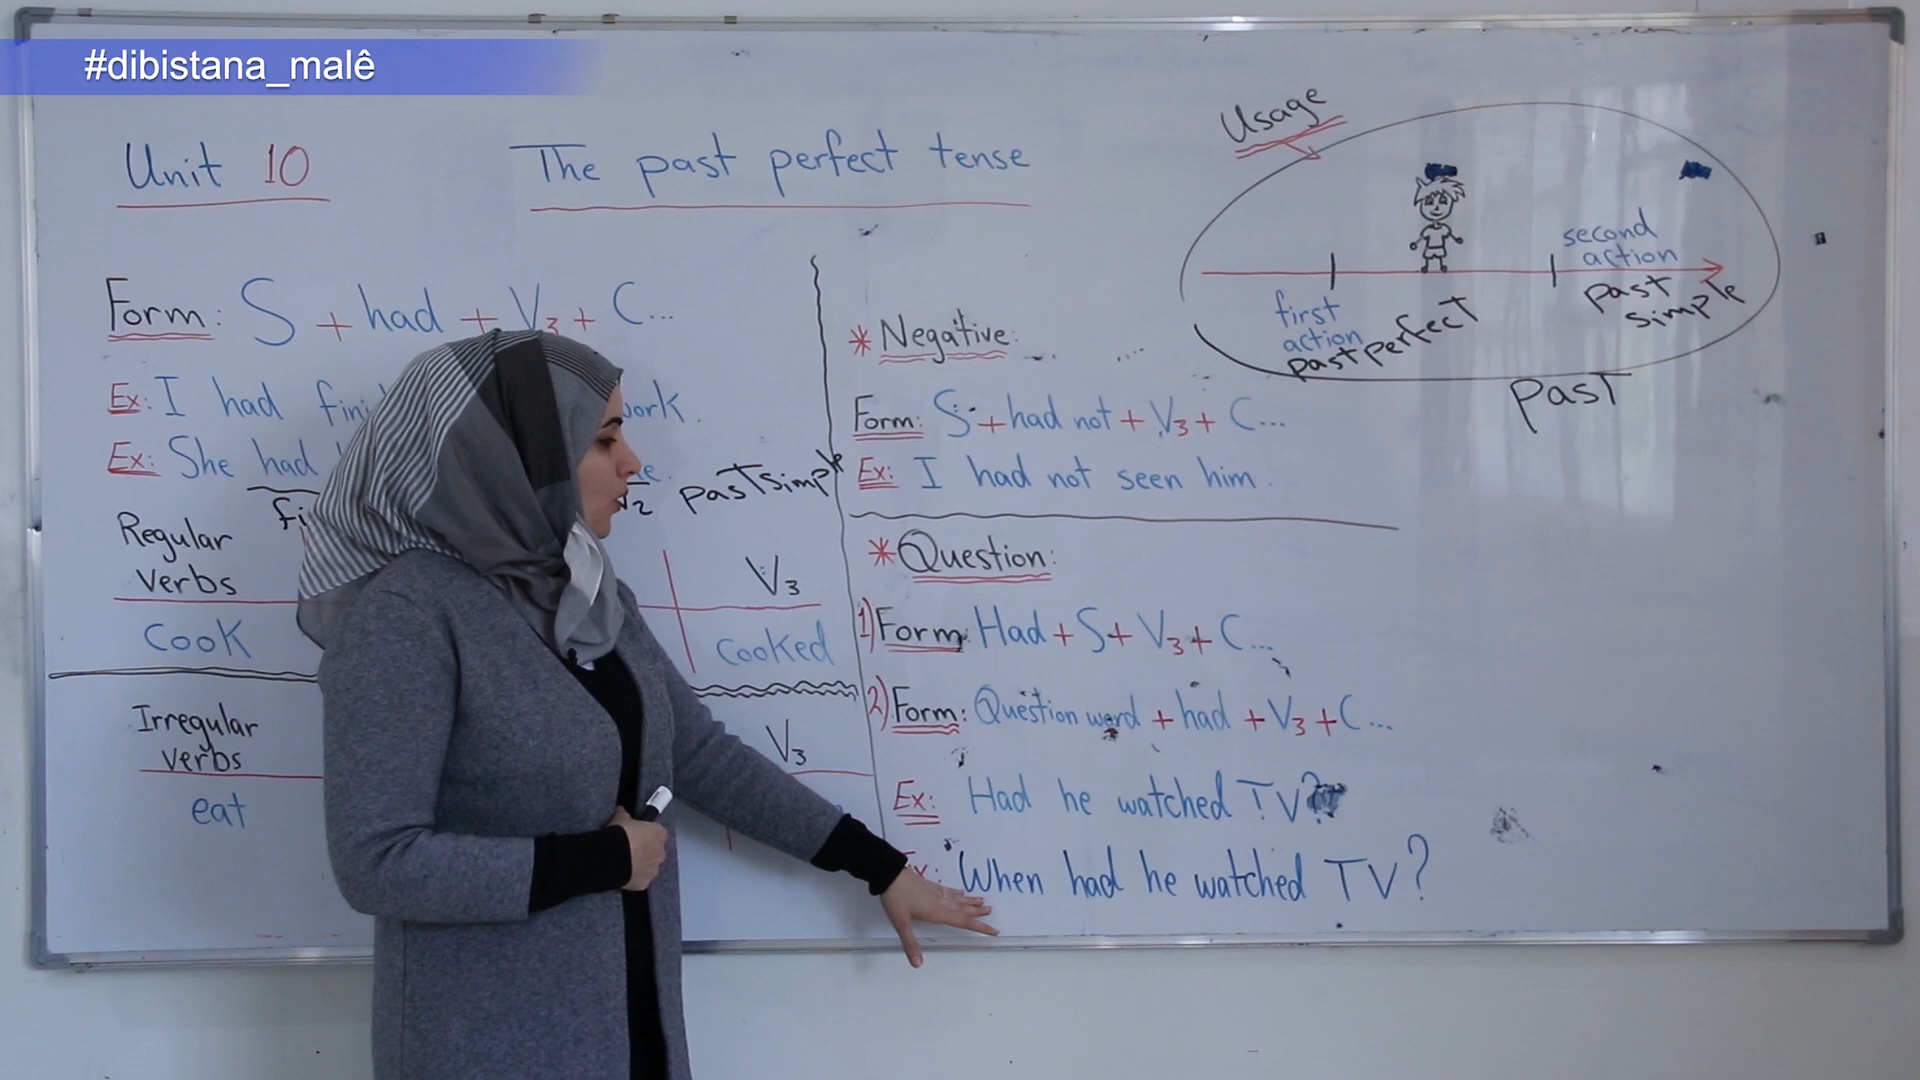 #dibistana_malê
Unit 10
The past perfect tense
Form: S + had + V3 + C...
Ex: I had work.
Ex: She had
past simple
V2
Regular
verbs
V3
Cook
Cooked
Irregular
verbs
V3
eat
* Negative:
Form: S + had not + V3 + C...
Ex: I had not seen him.
* Question:
1) Form: Had + S + V3 + C...
2) Form: Question word + had + V3 + C...
Ex: Had he watched TV?
Ex: When had he watched TV?
Usage
second
action
past
simple
first
action
past perfect
past